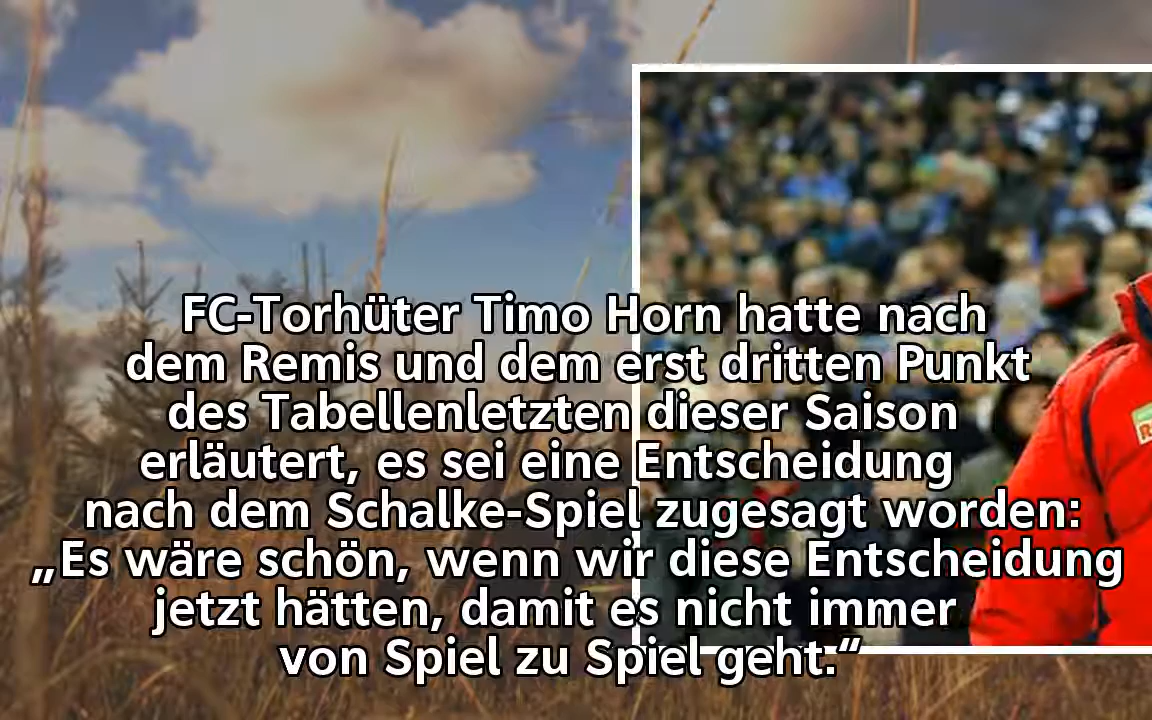 FC-Torhüter Timo Horn hatte nach
dem Remis und dem erst dritten Punkt
des Tabellenletzten dieser Saison
erläutert, es sei eine Entscheidung
nach dem Schalke-Spiel zugesagt worden:
„Es wäre schön, wenn wir diese Entscheidung
jetzt hätten, damit es nicht immer
von Spiel zu Spiel geht.“